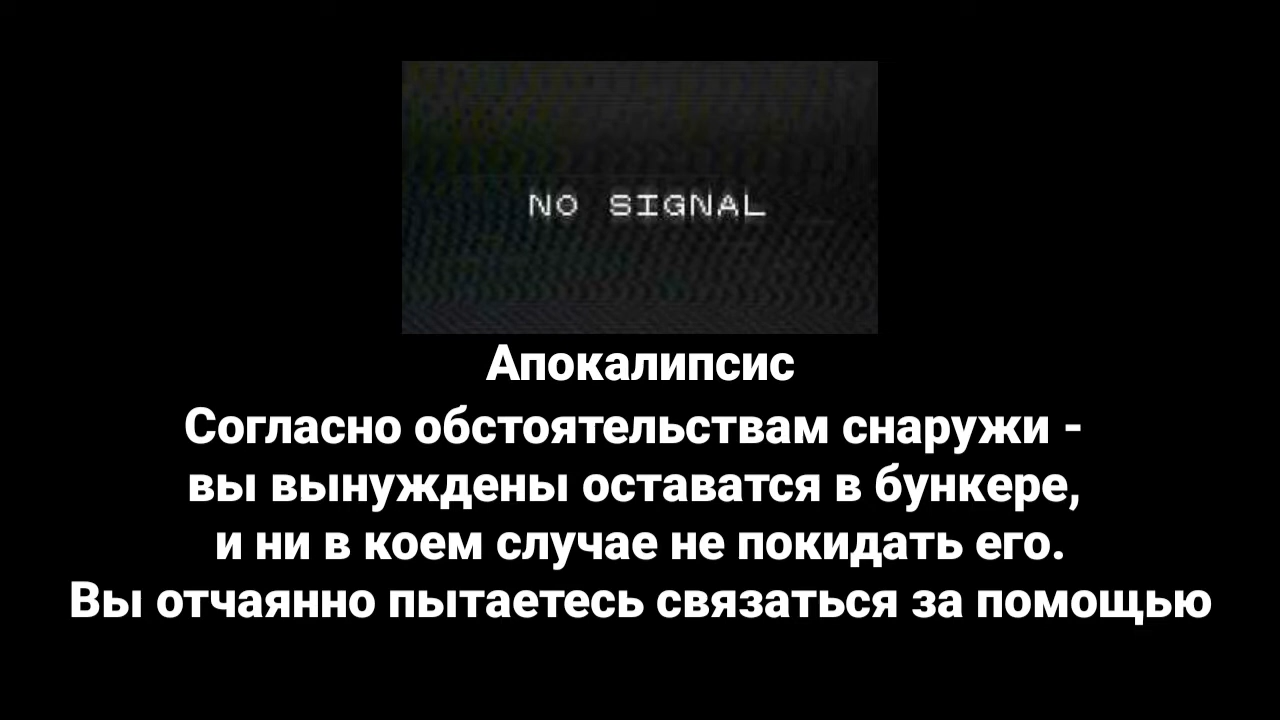 NO SIGNAL
Апокалипсис
Согласно обстоятельствам снаружи -
вы вынуждены оставатся в бункере,
и ни в коем случае не покидать его.
Вы отчаянно пытаетесь связаться за помощью